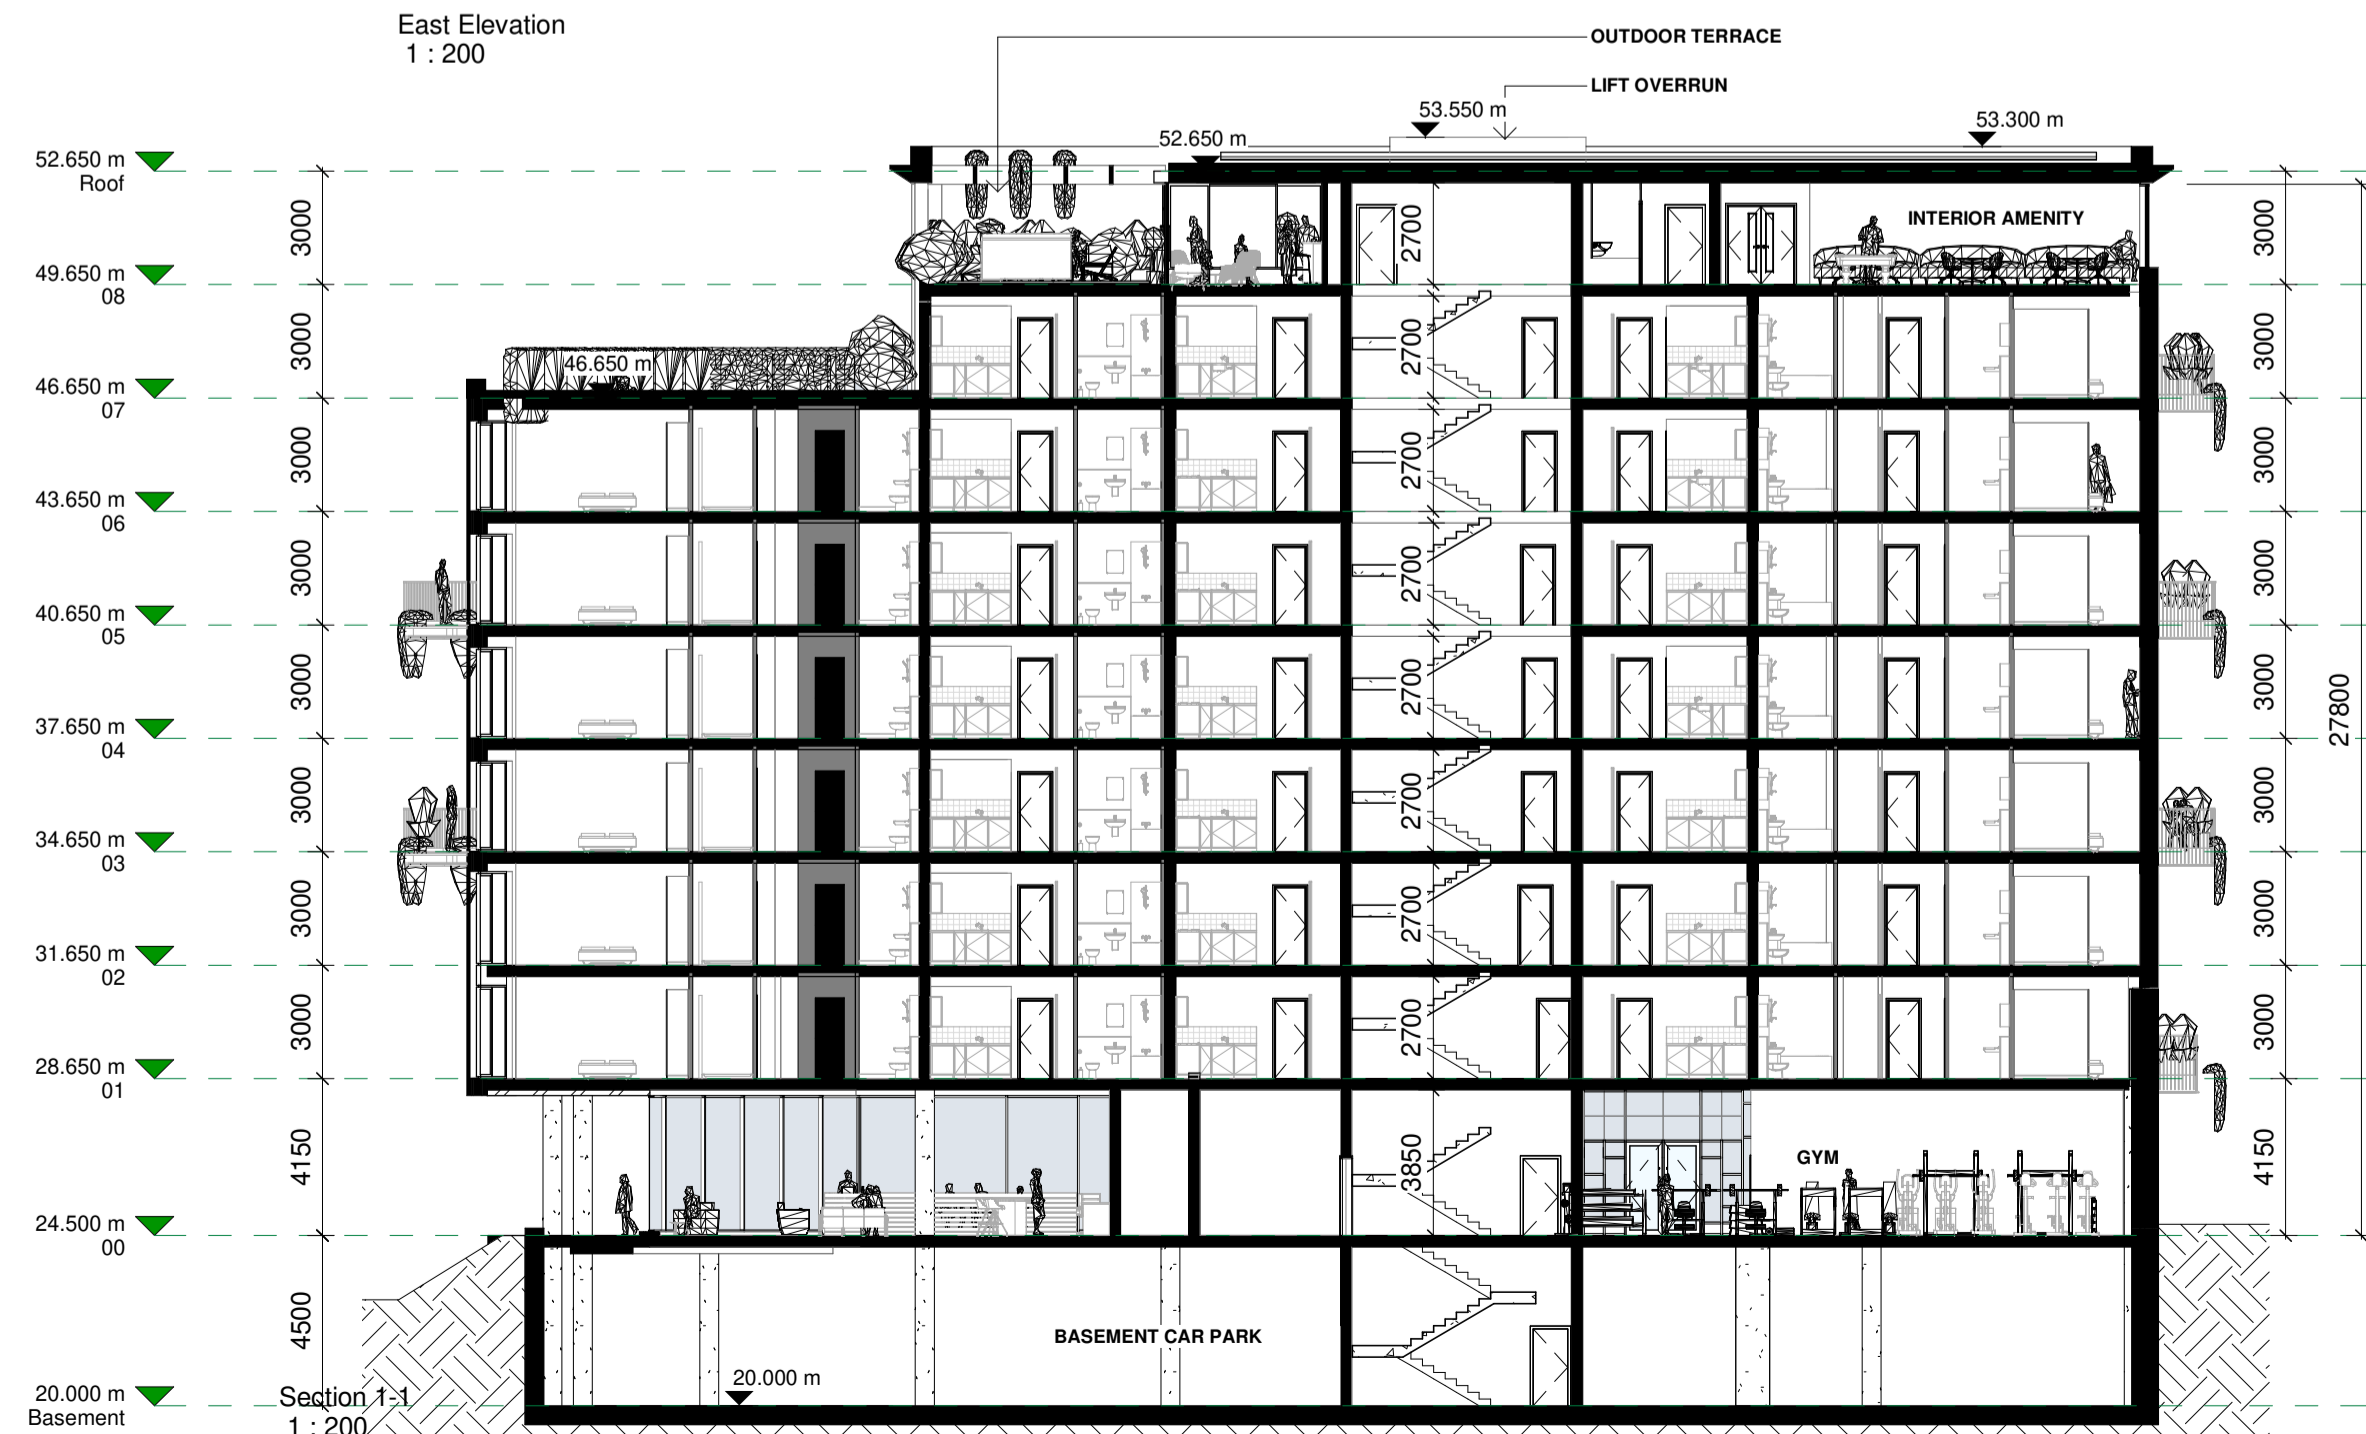 East Elevation
1 : 200
OUTDOOR TERRACE
LIFT OVERRUN
53.550 m
53.300 m
52.650 m
52.650 m
Roof
3000
2700
INTERIOR AMENITY
3000
27800
49.650 m
08
3000
2700
3000
46.650 m
46.650 m
07
3000
2700
3000
43.650 m
06
3000
2700
3000
40.650 m
05
3000
2700
3000
37.650 m
04
3000
2700
3000
34.650 m
03
3000
2700
3000
31.650 m
02
3000
2700
3000
28.650 m
01
4150
3850
GYM
4150
24.500 m
00
4500
BASEMENT CAR PARK
20.000 m
20.000 m
Basement
Section 1-1
1 : 200